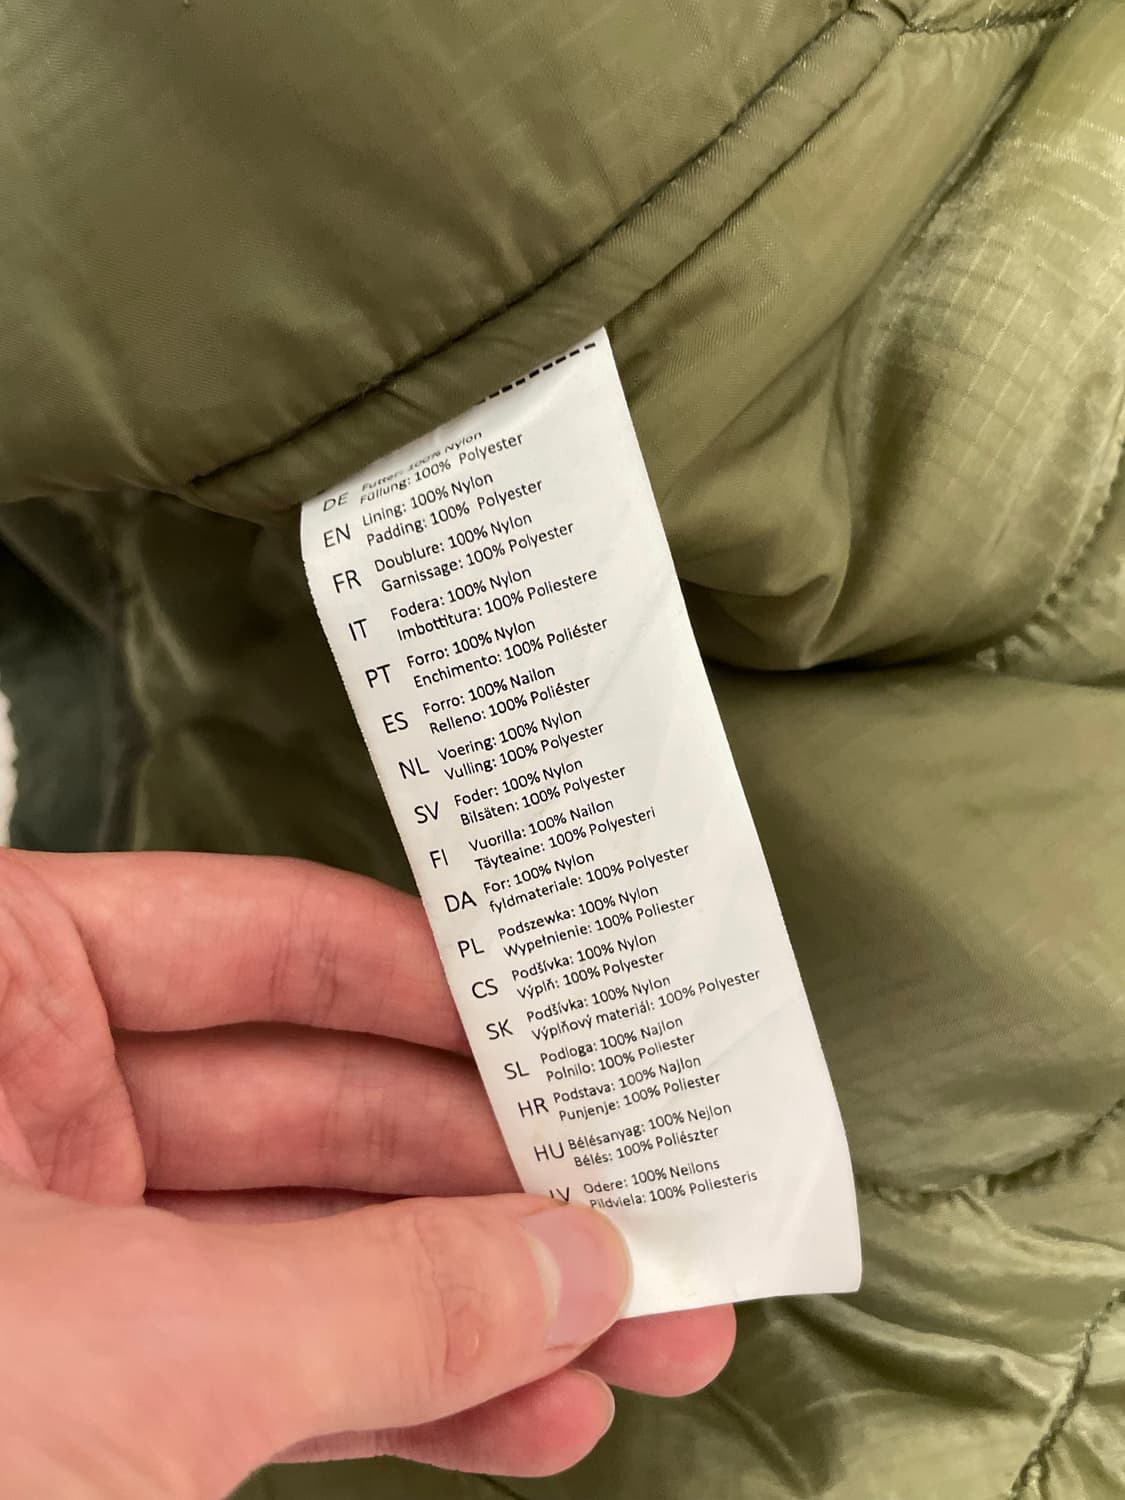 DE Futter: 100% Nylon
Füllung: 100% Polyester
EN Lining: 100% Nylon
Padding: 100% Polyester
FR Doublure: 100% Nylon
Garnissage: 100% Polyester
IT Fodera: 100% Nylon
Imbottitura: 100% Poliestere
PT Forro: 100% Nylon
Enchimento: 100% Poliéster
ES Forro: 100% Nailon
Relleno: 100% Poliéster
NL Voering: 100% Nylon
Vulling: 100% Polyester
SV Foder: 100% Nylon
Bilsäten: 100% Polyester
FI Vuorilla: 100% Nailon
Täyteaine: 100% Polyesteri
DA For: 100% Nylon
fyldmateriale: 100% Polyester
PL Podszewka: 100% Nylon
Wypełnienie: 100% Poliester
CS Podšívka: 100% Nylon
Výplň: 100% Polyester
SK Podšívka: 100% Nylon
Výplňový materiál: 100% Polyester
SL Podloga: 100% Najlon
Polnilo: 100% Poliester
HR Podstava: 100% Najlon
Punjenje: 100% Poliester
HU Bélésanyag: 100% Nejlon
Bélés: 100% Poliészter
LV Odere: 100% Neilons
Pildviela: 100% Poliesteris